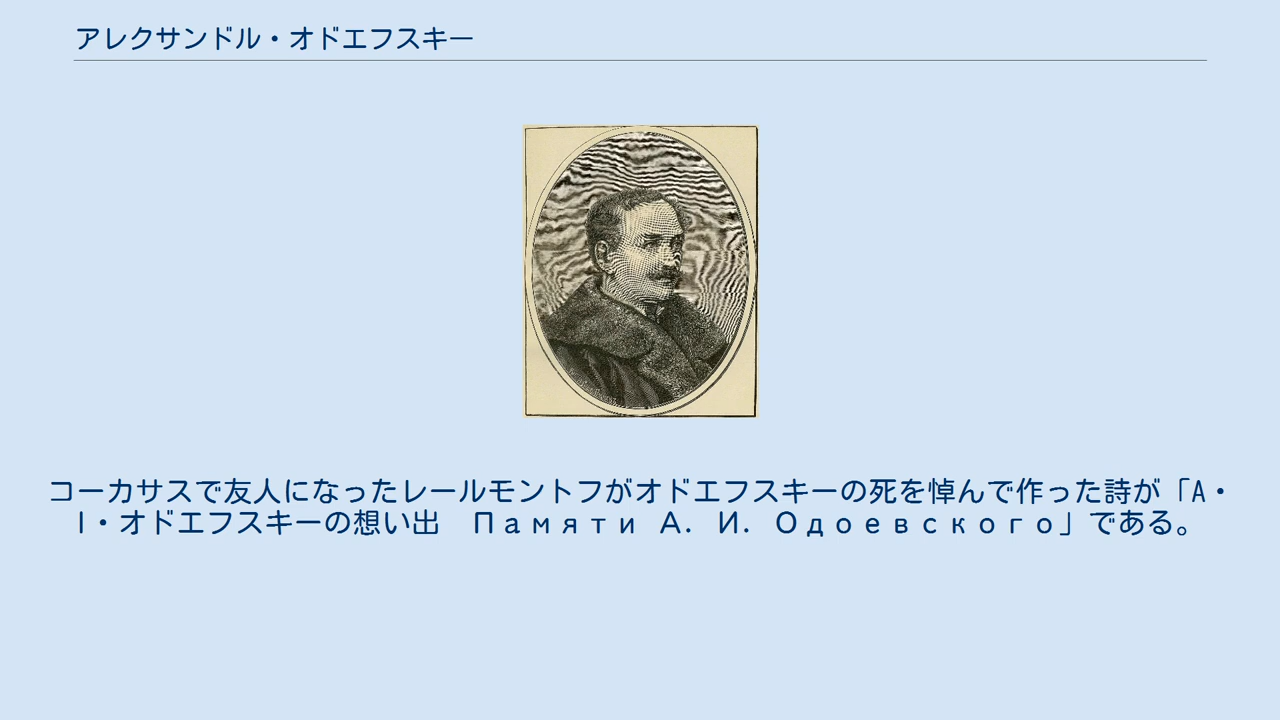 アレクサンドル・オドエフスキー
コーカサスで友人になったレールモントフがオドエフスキーの死を悼んで作った詩が「A・
I・オドエフスキーの想い出　Памяти А. И. Одоевского」である。